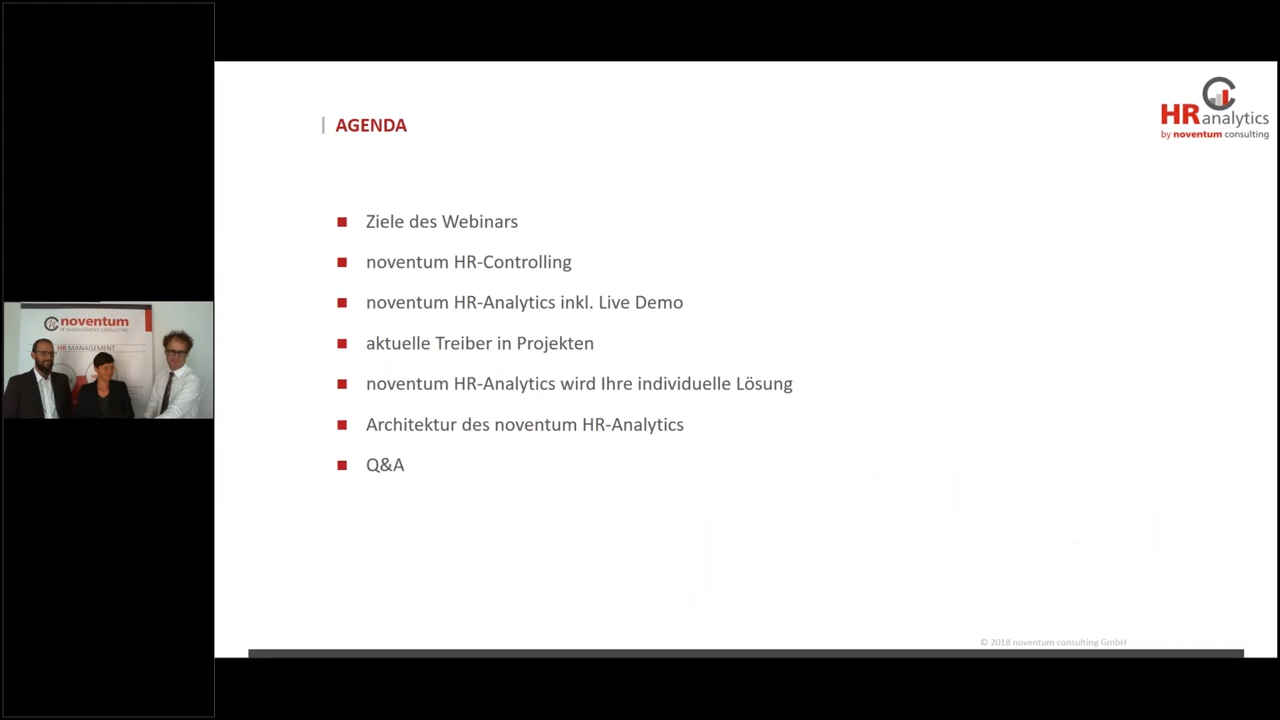 AGENDA
HR analytics
by noventum consulting
Ziele des Webinars
noventum HR-Controlling
noventum HR-Analytics inkl. Live Demo
aktuelle Treiber in Projekten
noventum HR-Analytics wird Ihre individuelle Lösung
Architektur des noventum HR-Analytics
Q&A
noventum
HR MANAGEMENT
© 2018 noventum consulting GmbH